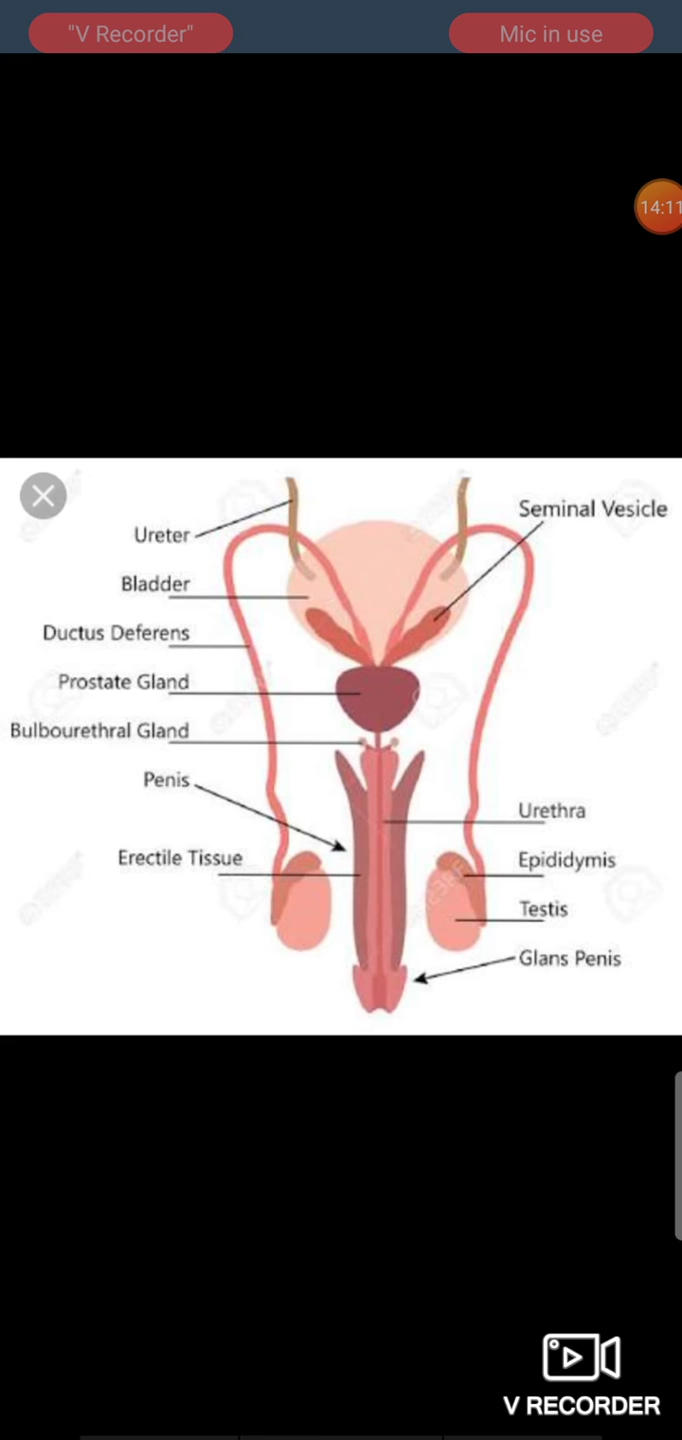 "V Recorder"
Mic in use
14:11
Seminal Vesicle
Ureter
Bladder
Ductus Deferens
Prostate Gland
Bulbourethral Gland
Penis
Urethra
Erectile Tissue
Epididymis
Testis
Glans Penis
V RECORDER